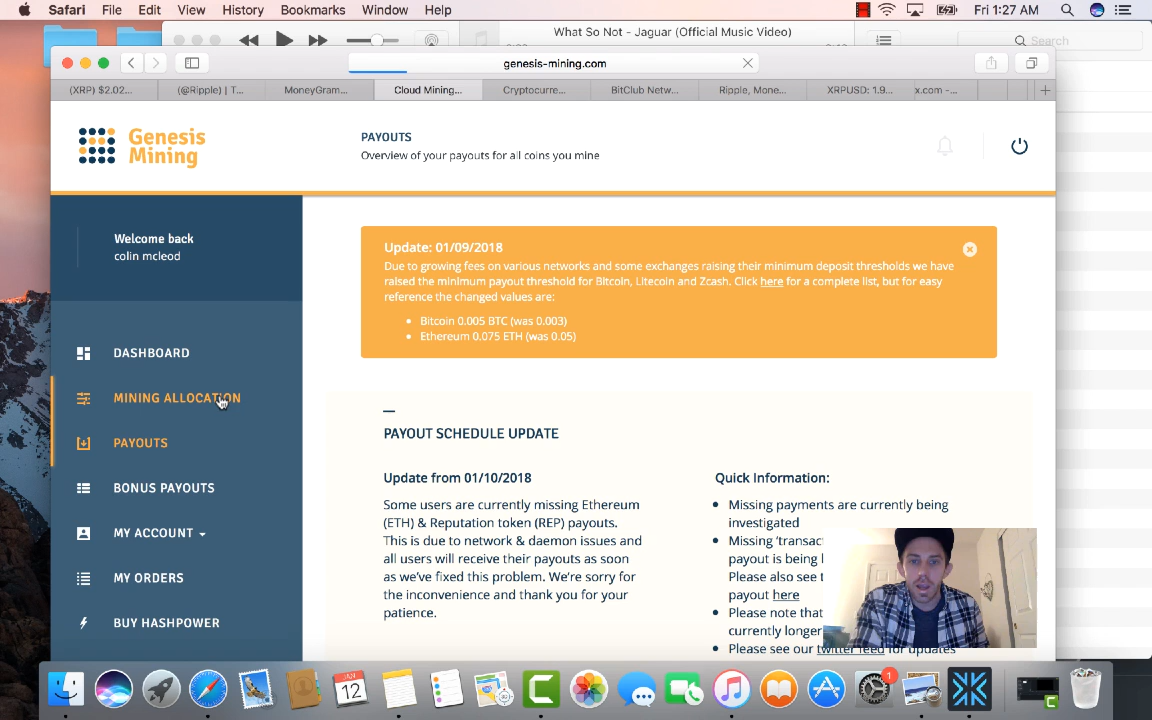 Safari File Edit View History Bookmarks Window Help Fri 1:27 AM
What So Not - Jaguar (Official Music Video)
Search
genesis-mining.com
(XRP) $2.02... (@Ripple) | T... MoneyGram... Cloud Mining... Cryptocurre... BitClub Netw... Ripple, Mone... XRPUSD: 1.9... x.com -...
Genesis
Mining
PAYOUTS
Overview of your payouts for all coins you mine
Welcome back
colin mcleod
DASHBOARD
MINING ALLOCATION
PAYOUTS
BONUS PAYOUTS
MY ACCOUNT
MY ORDERS
BUY HASHPOWER
Update: 01/09/2018
Due to growing fees on various networks and some exchanges raising their minimum deposit thresholds we have
raised the minimum payout threshold for Bitcoin, Litecoin and Zcash. Click here for a complete list, but for easy
reference the changed values are:
• Bitcoin 0.005 BTC (was 0.003)
• Ethereum 0.075 ETH (was 0.05)
PAYOUT SCHEDULE UPDATE
Update from 01/10/2018
Some users are currently missing Ethereum
(ETH) & Reputation token (REP) payouts.
This is due to network & daemon issues and
all users will receive their payouts as soon
as we've fixed this problem. We're sorry for
the inconvenience and thank you for your
patience.
Quick Information:
• Missing payments are currently being
investigated
• Missing 'transac
payout is being
Please also see
payout here
• Please note that
currently longer
• Please see our twitter feed for updates
JAN
12
1